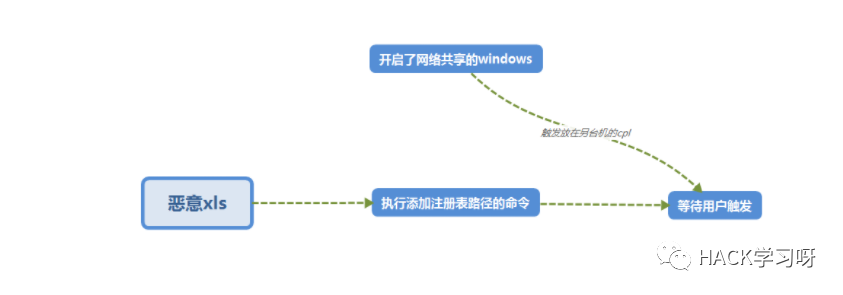 开启了网络共享的windows
触发放在另台机的cpl
恶意xls
执行添加注册表路径的命令
等待用户触发
HACK学习呀